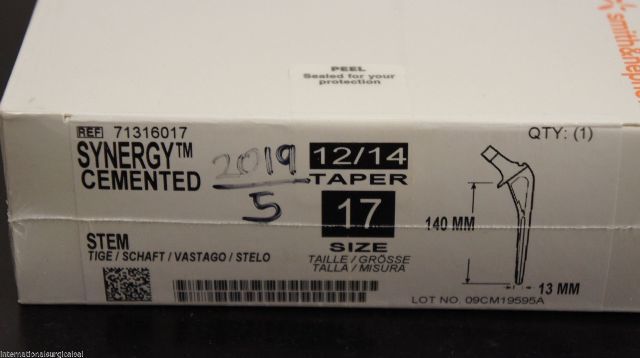 smith&nephew
PEEL
Sealed for your
protection
REF 71316017
SYNERGY™
CEMENTED
2019
5
12/14
TAPER
17
SIZE
TAILLE / GRÖSSE
TALLA / MISURA
QTY: (1)
140 MM
13 MM
STEM
TIGE / SCHAFT / VASTAGO / STELO
LOT NO. 09CM19595A
internationalsurgicalsel